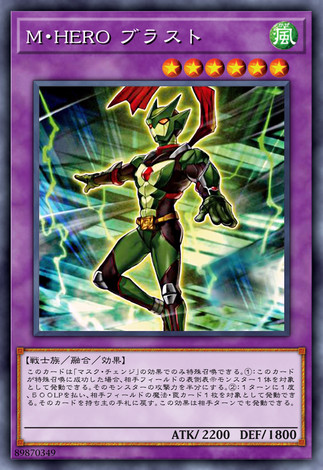 M・HERO ブラスト
風
【戦士族/融合/効果】
このカードは「マスク・チェンジ」の効果でのみ特殊召喚できる。①:このカード
が特殊召喚に成功した場合、相手フィールドの表側表示モンスター1体を対象
として発動できる。そのモンスターの攻撃力を半分にする。②:1ターンに1度
、500LPを払い、相手フィールドの魔法・罠カード1枚を対象として発動でき
る。そのカードを持ち主の手札に戻す。この効果は相手ターンでも発動できる。
ATK/ 2200 DEF/1800
89870349